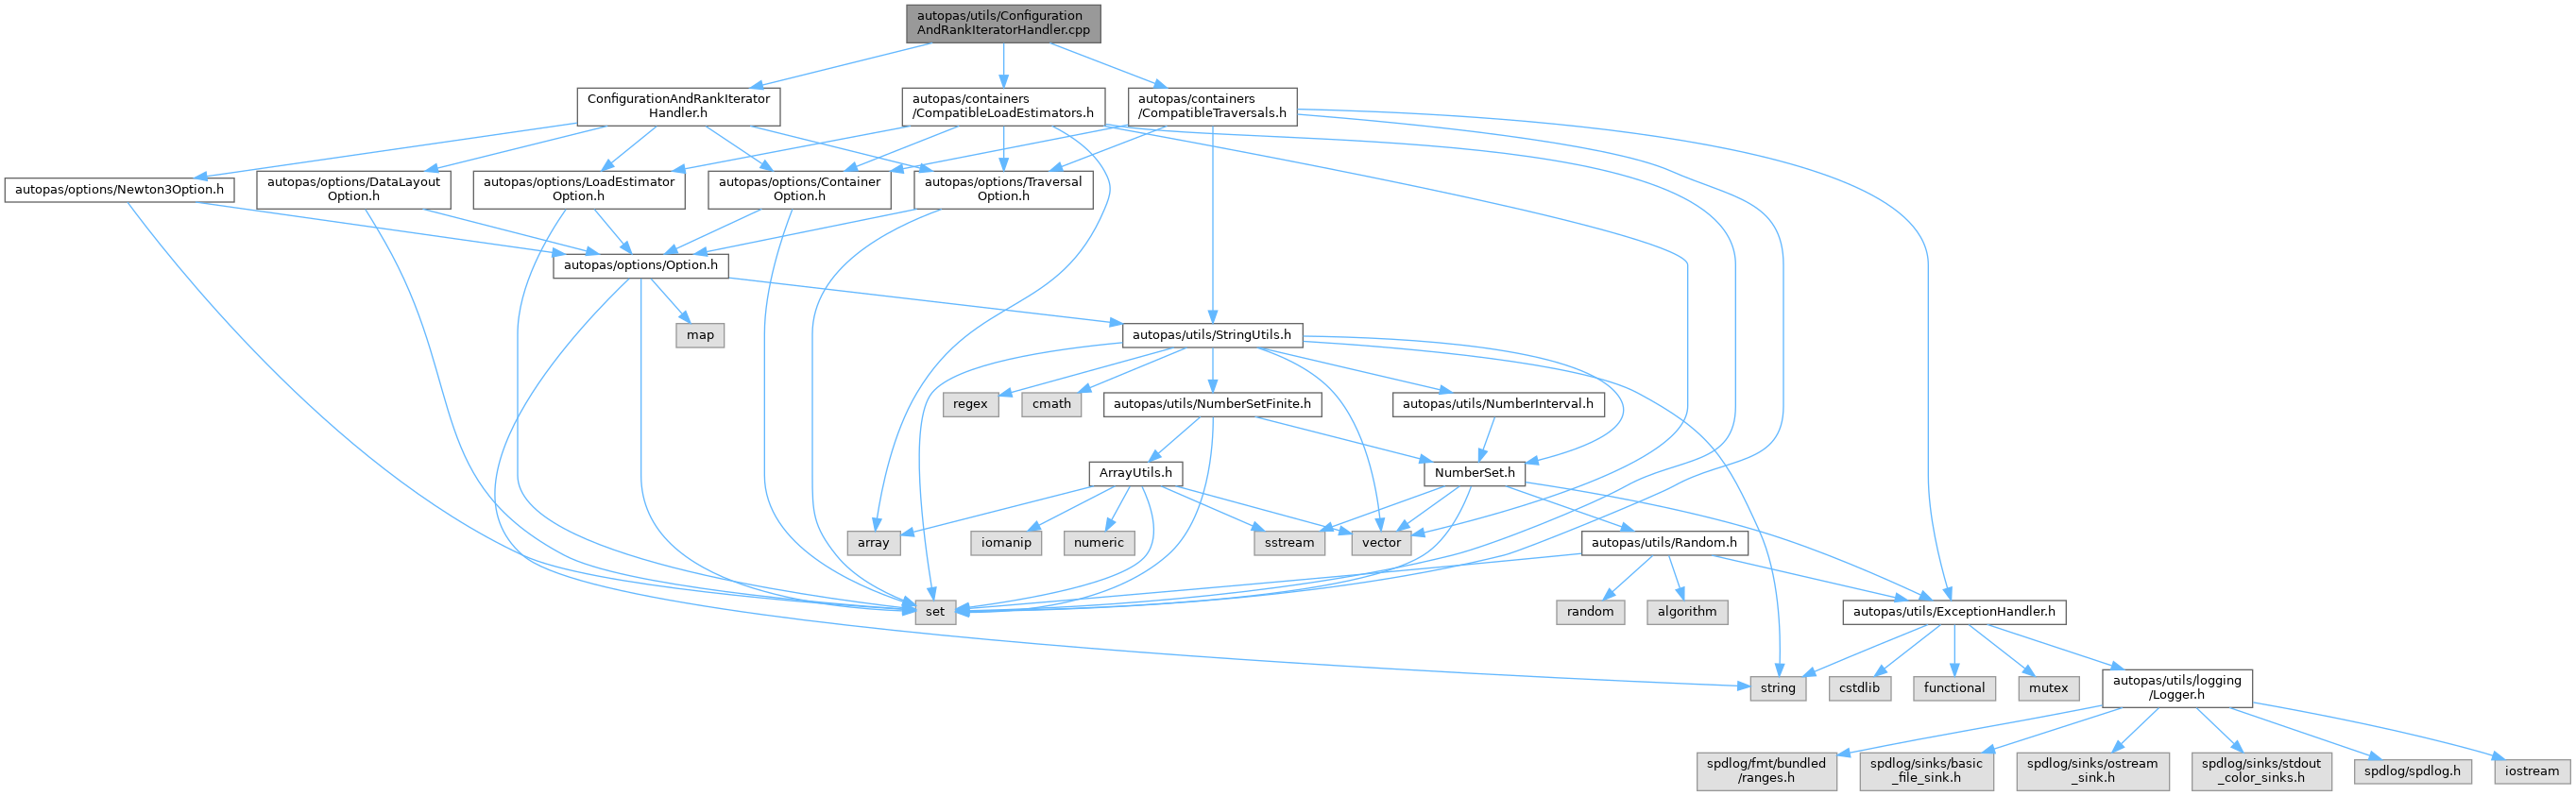 autopas/utils/Configuration
AndRankIteratorHandler.cpp
ConfigurationAndRankIterator
Handler.h
autopas/containers
/CompatibleLoadEstimators.h
autopas/containers
/CompatibleTraversals.h
autopas/options/Newton3Option.h
autopas/options/DataLayout
Option.h
autopas/options/LoadEstimator
Option.h
autopas/options/Container
Option.h
autopas/options/Traversal
Option.h
autopas/options/Option.h
map
autopas/utils/StringUtils.h
regex
cmath
autopas/utils/NumberSetFinite.h
autopas/utils/NumberInterval.h
ArrayUtils.h
NumberSet.h
array
iomanip
numeric
sstream
vector
autopas/utils/Random.h
set
random
algorithm
autopas/utils/ExceptionHandler.h
string
cstdlib
functional
mutex
autopas/utils/logging
/Logger.h
spdlog/fmt/bundled
/ranges.h
spdlog/sinks/basic
_file_sink.h
spdlog/sinks/ostream
_sink.h
spdlog/sinks/stdout
_color_sinks.h
spdlog/spdlog.h
iostream